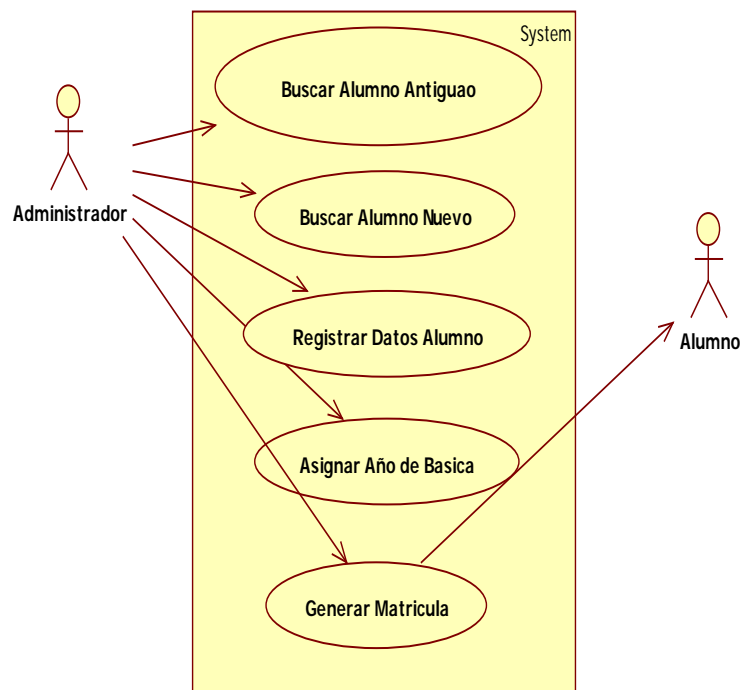 System
Buscar Alumno Antiguao
Administrador
Buscar Alumno Nuevo
Registrar Datos Alumno
Alumno
Asignar Año de Basica
Generar Matricula